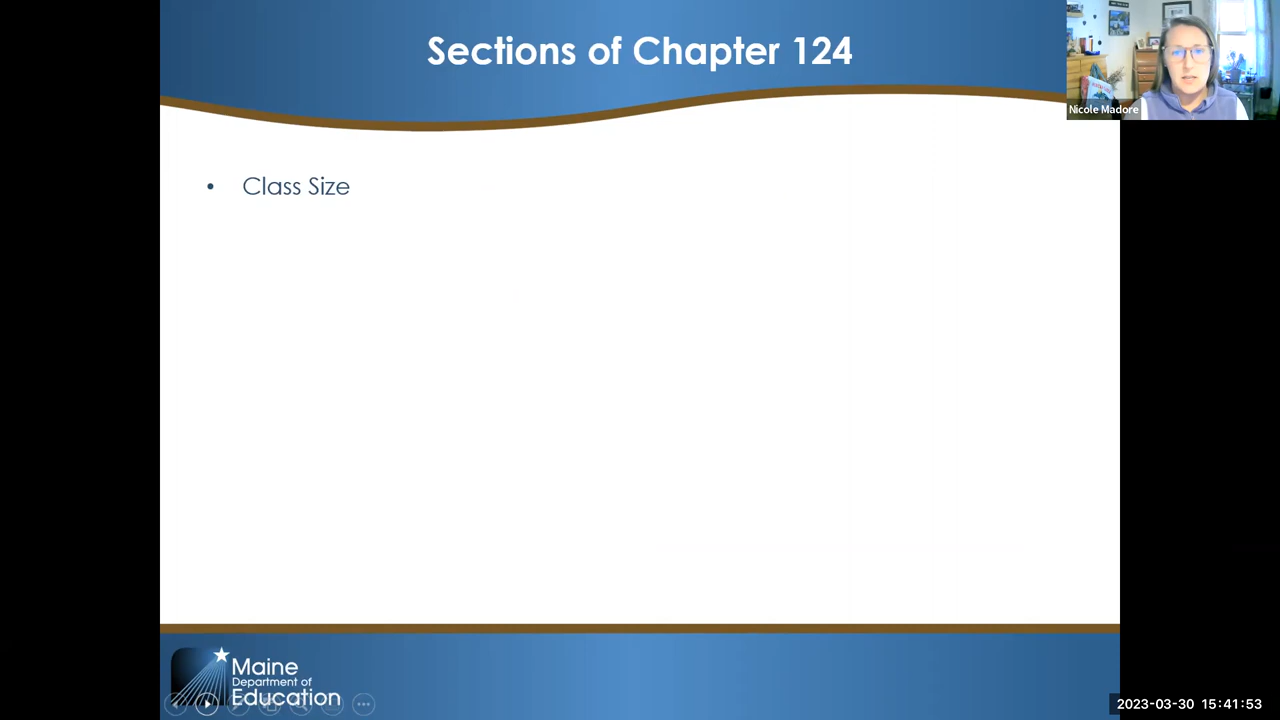 Sections of Chapter 124
Nicole Madore
• Class Size
Maine
Department of
Education
2023-03-30 15:41:53